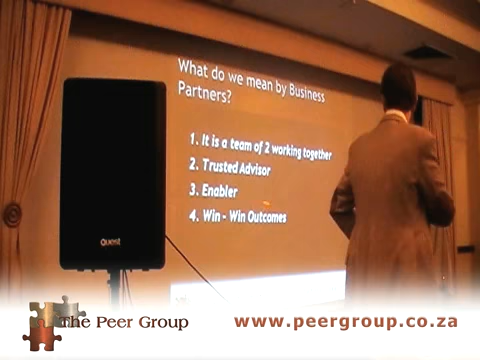 What do we mean by Business
Partners?
1. It is a team of 2 working together
2. Trusted Advisor
3. Enabler
4. Win - Win Outcomes
Quest
The Peer Group
www.peergroup.co.za